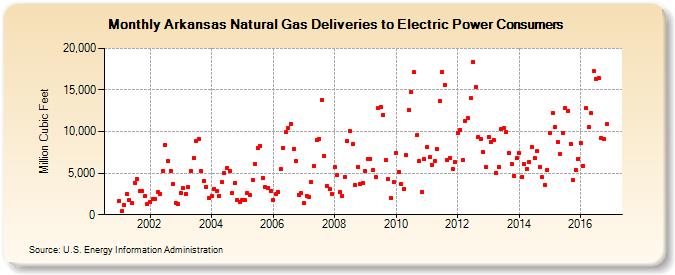 Monthly Arkansas Natural Gas Deliveries to Electric Power Consumers
Million Cubic Feet
20,000
15,000
10,000
5,000
0
2002 2004 2006 2008 2010 2012 2014 2016
Source: U.S. Energy Information Administration